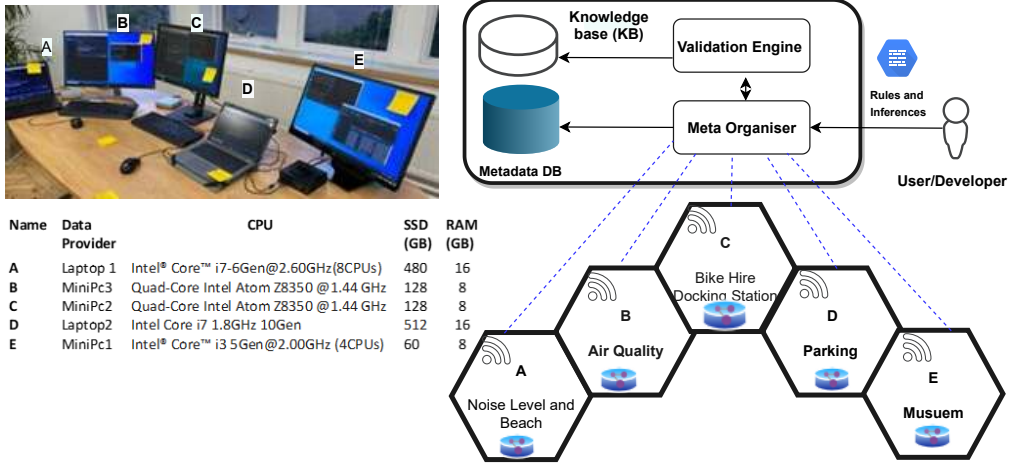 A
B
C
D
E
Name Data Provider CPU SSD (GB) RAM (GB)
A Laptop 1 Intel® Core™ i7-6Gen@2.60GHz(8CPUs) 480 16
B MiniPc3 Quad-Core Intel Atom Z8350 @1.44 GHz 128 8
C MiniPc2 Quad-Core Intel Atom Z8350 @1.44 GHz 128 8
D Laptop2 Intel Core i7 1.8GHz 10Gen 512 16
E MiniPc1 Intel® Core™ i3 5Gen@2.00GHz (4CPUs) 60 8
Knowledge
base (KB)
Validation Engine
Meta Organiser
Metadata DB
Rules and
Inferences
User/Developer
C
Bike Hire
Docking Station
B
Air Quality
D
Parking
A
Noise Level and
Beach
E
Musuem